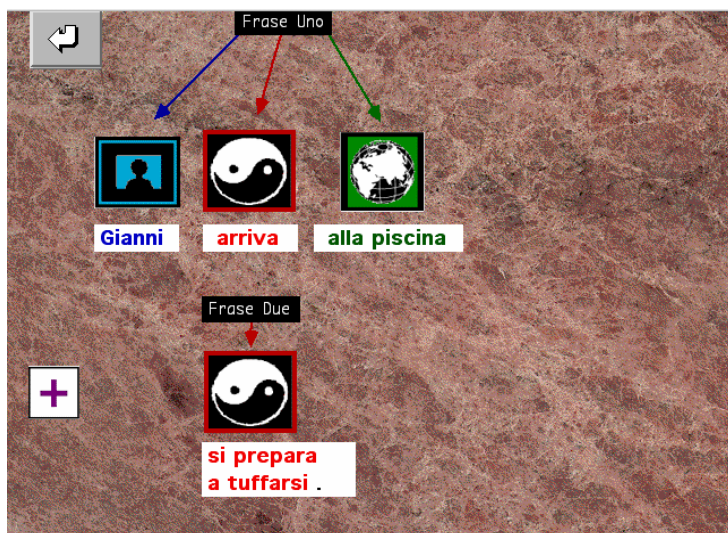 Frase Uno
Gianni arriva alla piscina
Frase Due
+
si prepara
a tuffarsi .